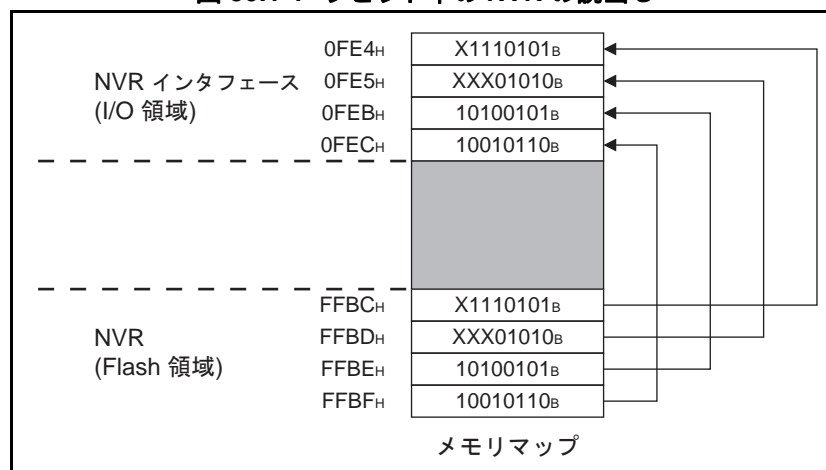 0FE4H X1110101B
NVR インタフェース 0FE5H XXX01010B
(I/O 領域) 0FEBH 10100101B
0FECH 10010110B
FFBCH X1110101B
NVR FFBDH XXX01010B
(Flash 領域) FFBEH 10100101B
FFBFH 10010110B
メモリマップ